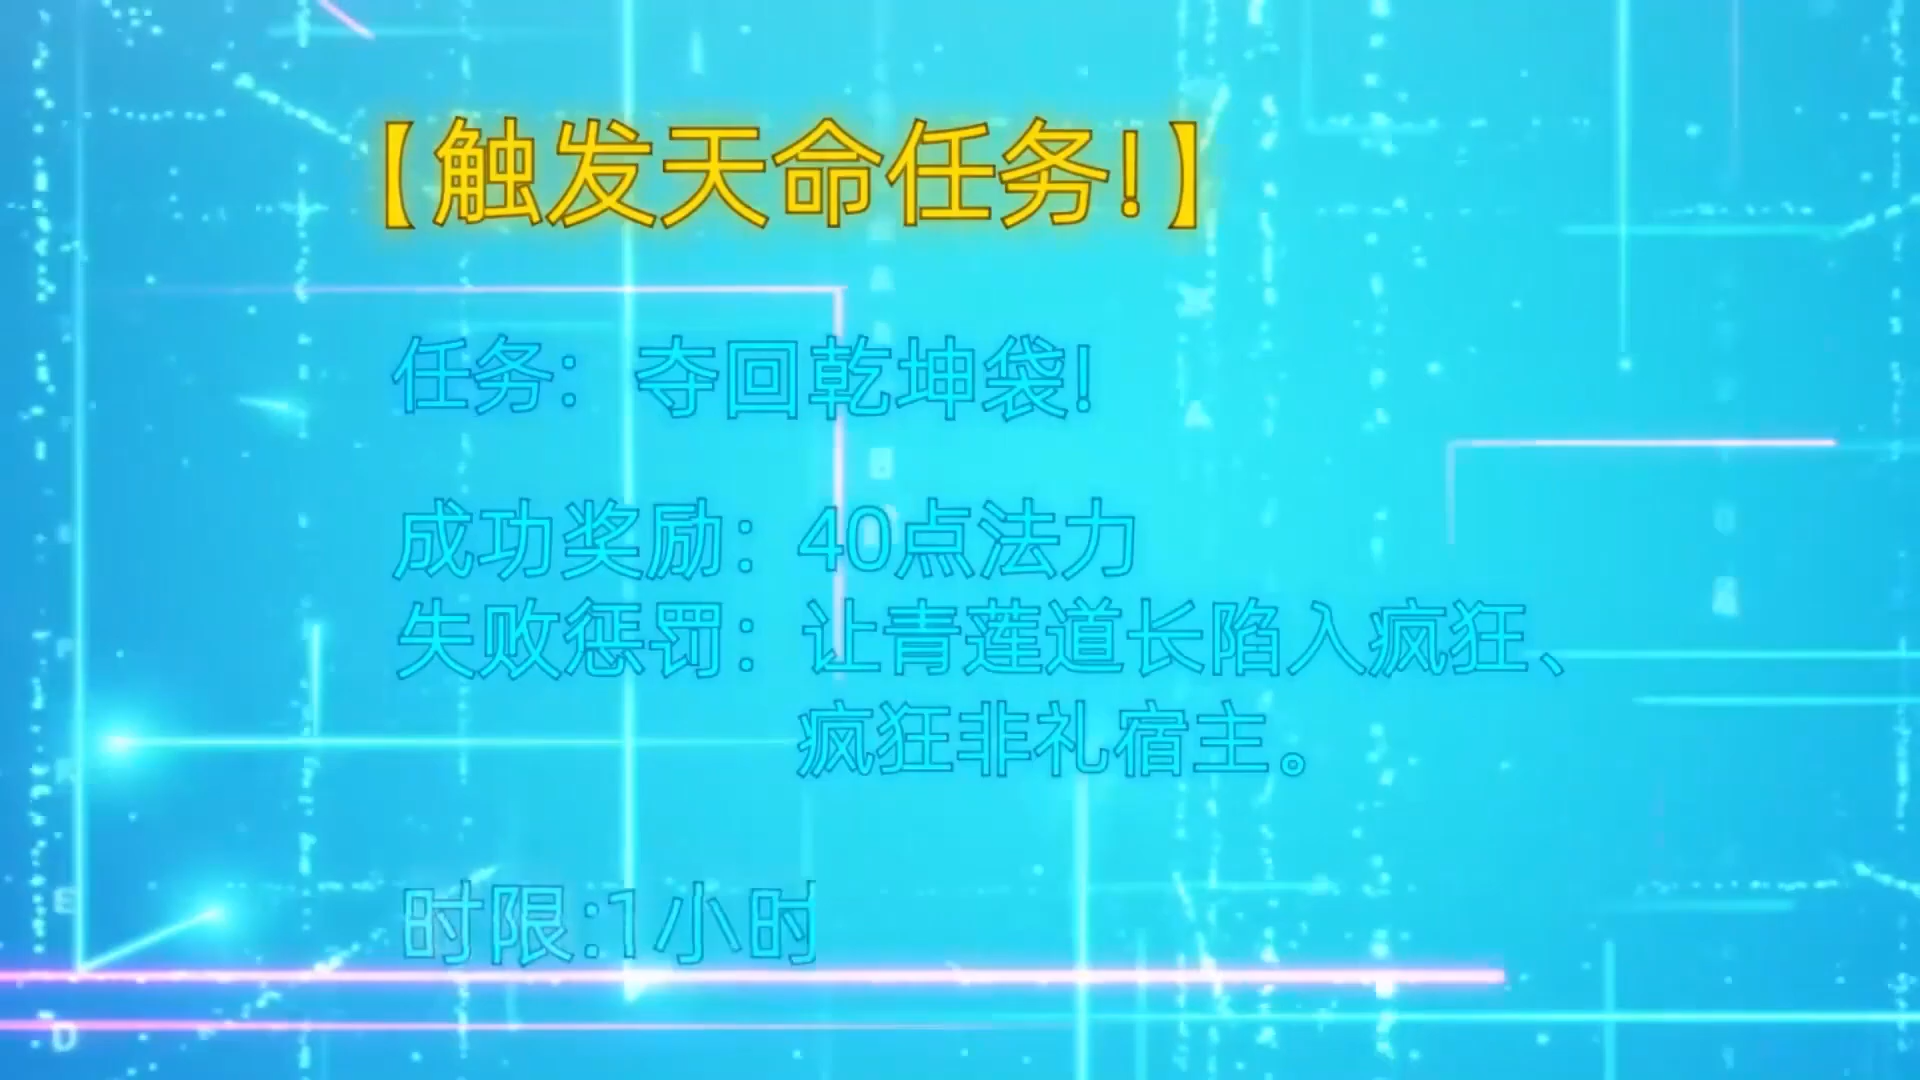 【触发天命任务!】
任务：夺回乾坤袋!
成功奖励：40点法力
失败惩罚：让青莲道长陷入疯狂、
疯狂非礼宿主。
时限:1小时